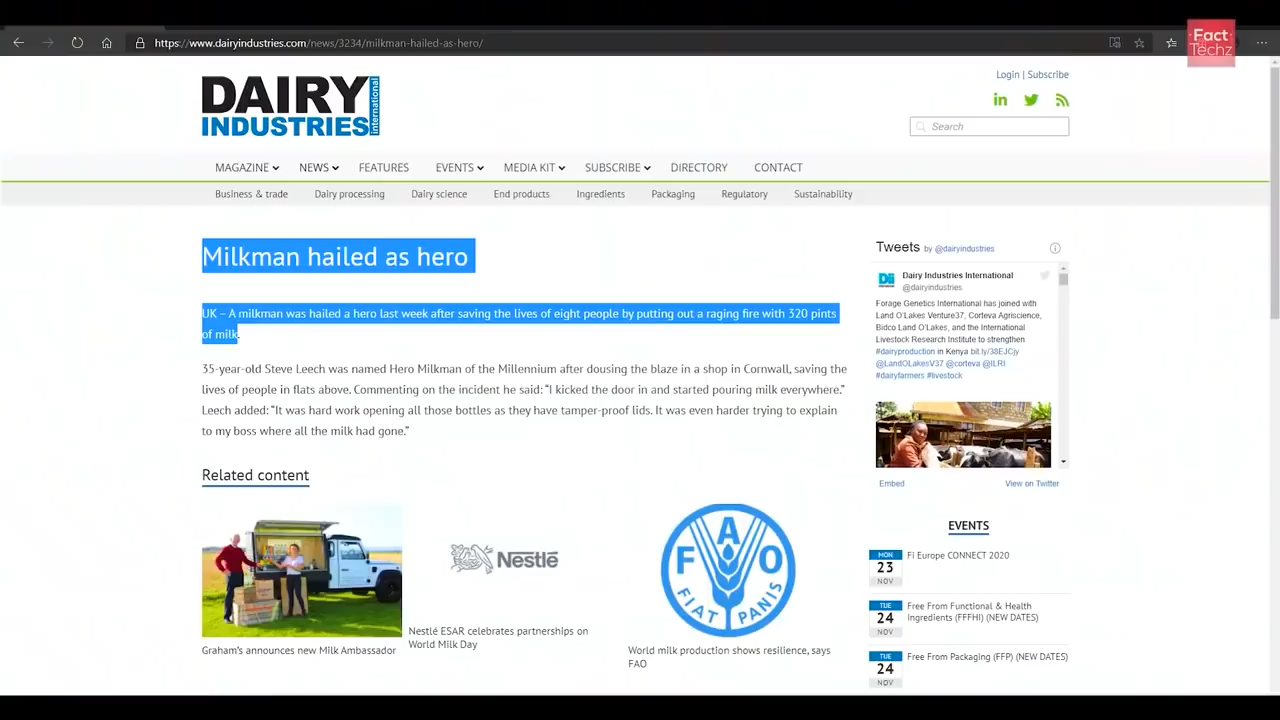 https://www.dairyindustries.com/news/3234/milkman-hailed-as-hero/
Fact
Techz
Login | Subscribe
DAIRY
INDUSTRIES
international
Search
MAGAZINE NEWS FEATURES EVENTS MEDIA KIT SUBSCRIBE DIRECTORY CONTACT
Business & trade Dairy processing Dairy science End products Ingredients Packaging Regulatory Sustainability
Milkman hailed as hero
UK – A milkman was hailed a hero last week after saving the lives of eight people by putting out a raging fire with 320 pints
of milk.
35-year-old Steve Leech was named Hero Milkman of the Millennium after dousing the blaze in a shop in Cornwall, saving the
lives of people in flats above. Commenting on the incident he said: “I kicked the door in and started pouring milk everywhere.”
Leech added: “It was hard work opening all those bottles as they have tamper-proof lids. It was even harder trying to explain
to my boss where all the milk had gone.”
Related content
Nestlé
F A O
FIAT PANIS
Graham's announces new Milk Ambassador
Nestlé ESAR celebrates partnerships on
World Milk Day
World milk production shows resilience, says
FAO
Tweets by @dairyindustries
Dii
Dairy Industries International
@dairyindustries
Forage Genetics International has joined with
Land O'Lakes Venture37, Corteva Agriscience,
Bidco Land O'Lakes, and the International
Livestock Research Institute to strengthen
#dairyproduction in Kenya bit.ly/38EJCjy
@LandOLakesV37 @corteva @ILRI
#dairyfarmers #livestock
Embed View on Twitter
EVENTS
MON
23
NOV
Fi Europe CONNECT 2020
TUE
24
NOV
Free From Functional & Health
Ingredients (FFFHI) (NEW DATES)
TUE
24
NOV
Free From Packaging (FFP) (NEW DATES)